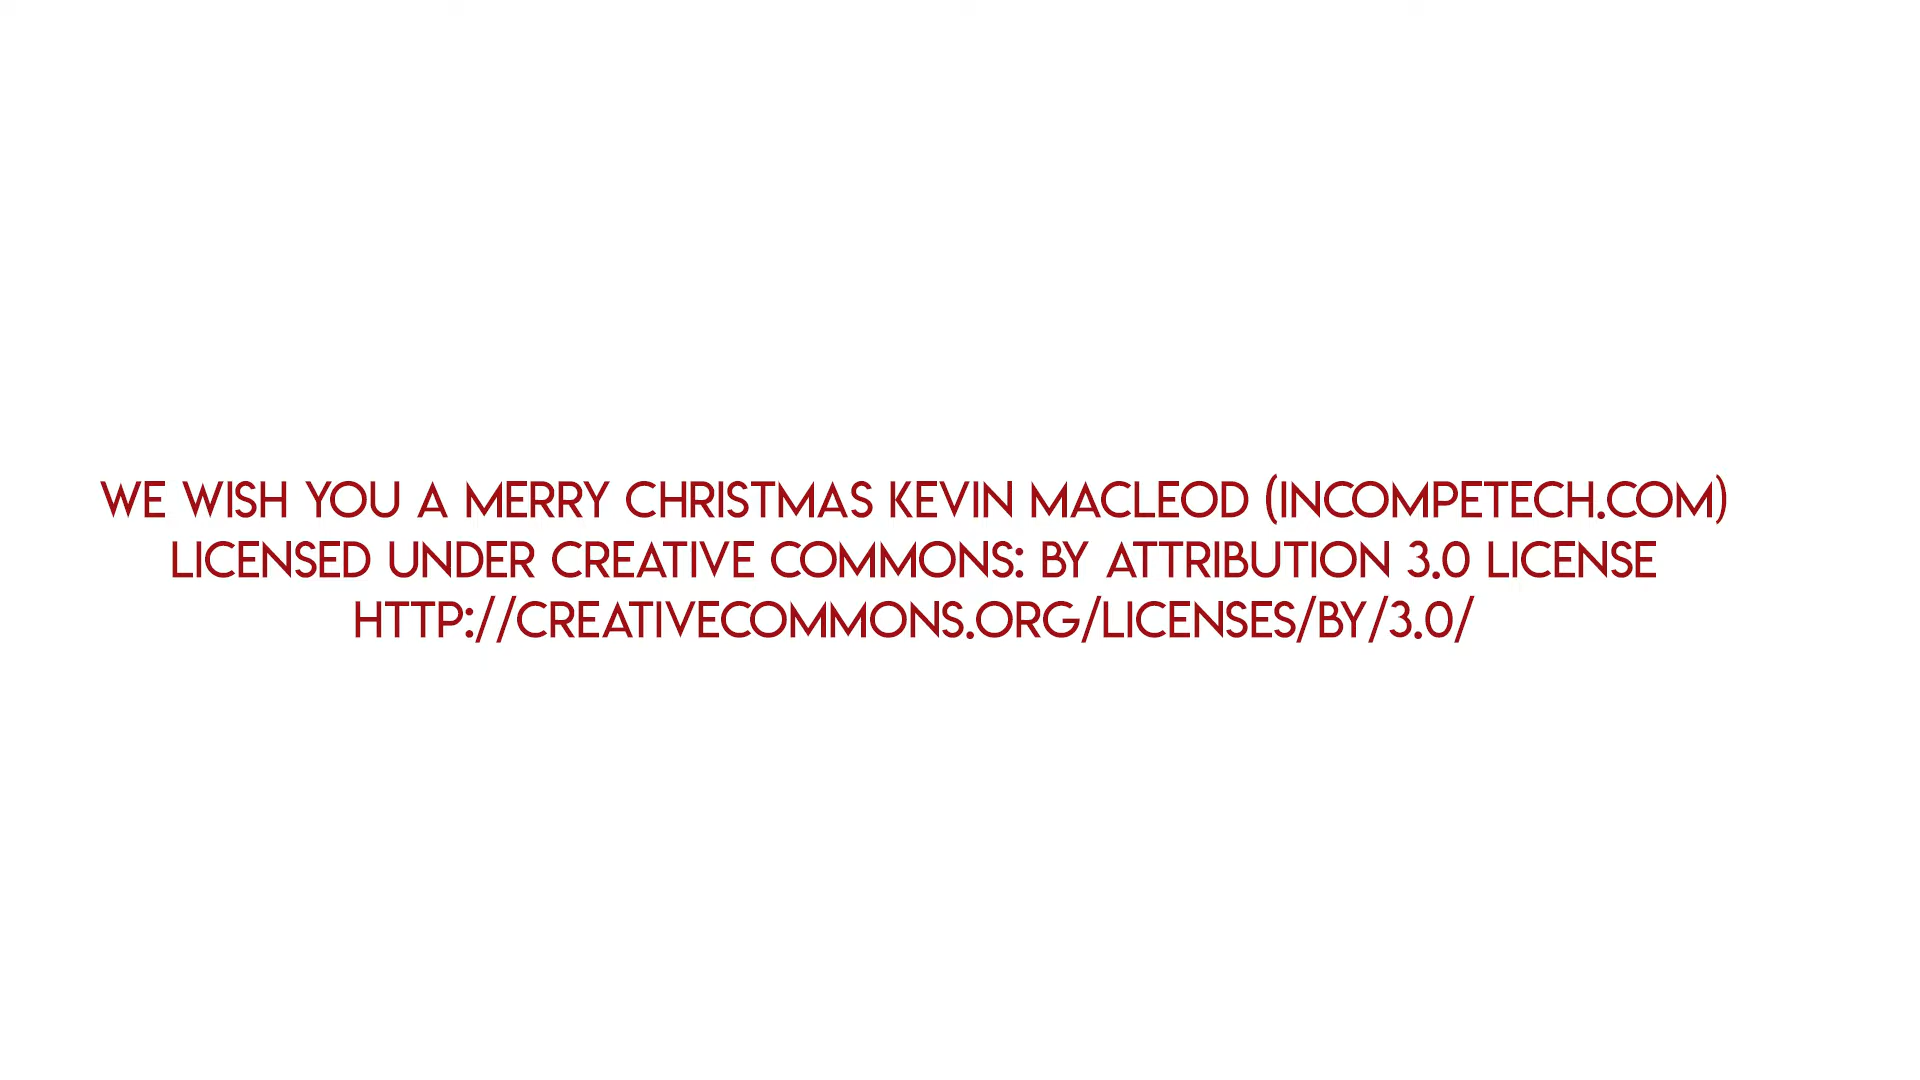 WE WISH YOU A MERRY CHRISTMAS KEVIN MACLEOD (INCOMPETECH.COM)
LICENSED UNDER CREATIVE COMMONS: BY ATTRIBUTION 3.0 LICENSE
HTTP://CREATIVECOMMONS.ORG/LICENSES/BY/3.0/